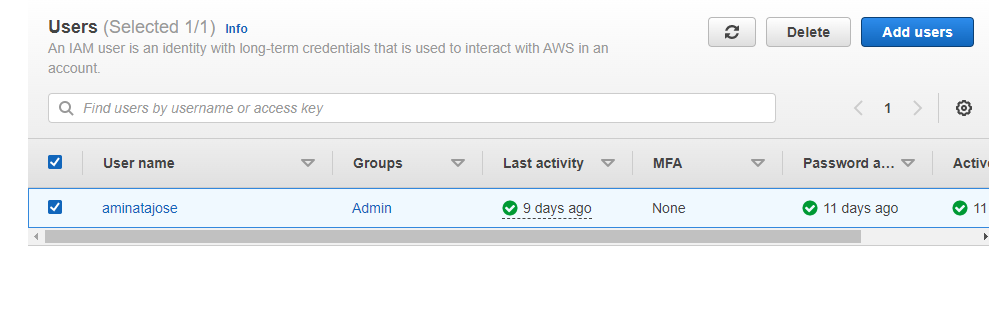 Users (Selected 1/1) Info
An IAM user is an identity with long-term credentials that is used to interact with AWS in an
account.
Delete
Add users
Find users by username or access key
1
User name
Groups
Last activity
MFA
Password a...
Active
aminatajose
Admin
9 days ago
None
11 days ago
11